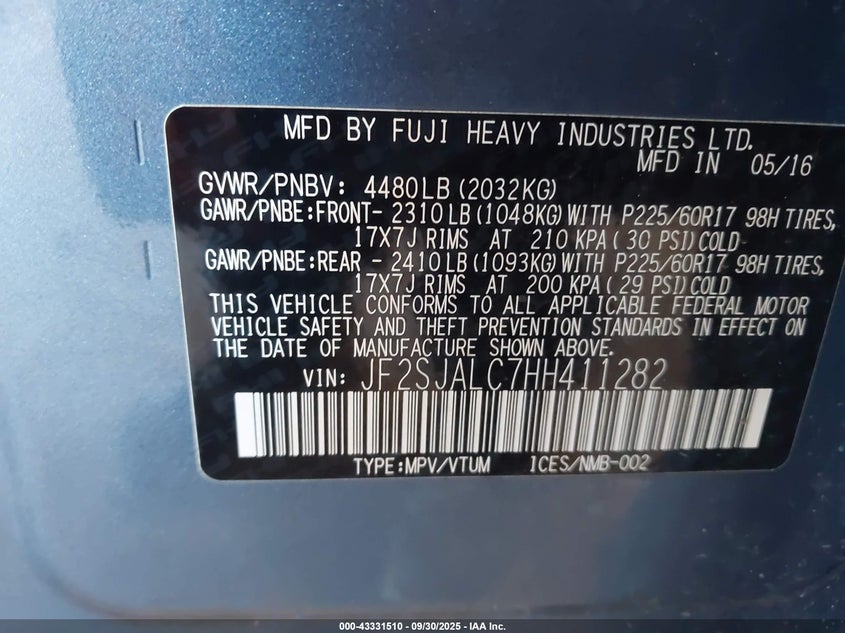 MFD BY FUJI HEAVY INDUSTRIES LTD.
MFD IN 05/16
GVWR/PNBV: 4480LB(2032KG)
GAWR/PNBE:FRONT- 2310LB(1048KG)WITH P225/60R17 98H TIRES,
17X7J RIMS AT 210 KPA(30 PSI)COLD
GAWR/PNBE:REAR - 2410LB(1093KG)WITH P225/60R17 98H TIRES,
17X7J RIMS AT 200 KPA(29 PSI)COLD
THIS VEHICLE CONFORMS TO ALL APPLICABLE FEDERAL MOTOR
VEHICLE SAFETY AND THEFT PREVENTION STANDARDS IN EFFECT ON
THE DATE OF MANUFACTURE SHOWN ABOVE.
VIN: JF2SJALC7HH411282
TYPE:MPV/VTUM ICES/NMB-002
000-43331510 - 09/30/2025 - IAA Inc.